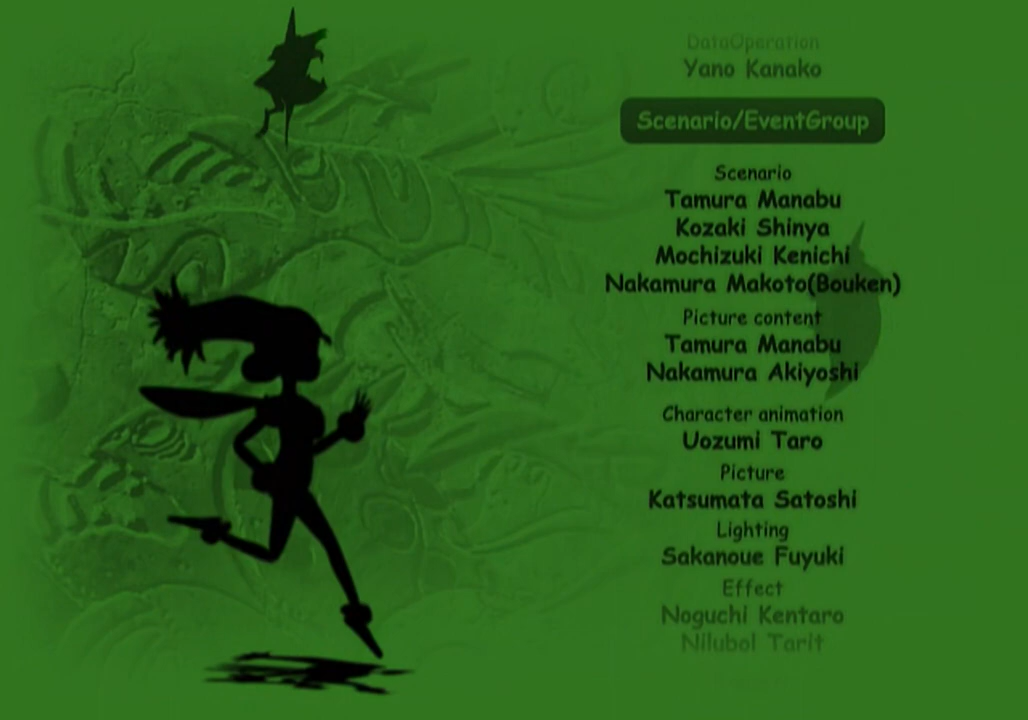 DataOperation
Yano Kanako
Scenario/EventGroup
Scenario
Tamura Manabu
Kozaki Shinya
Mochizuki Kenichi
Nakamura Makoto(Bouken)
Picture content
Tamura Manabu
Nakamura Akiyoshi
Character animation
Uozumi Taro
Picture
Katsumata Satoshi
Lighting
Sakanoue Fuyuki
Effect
Noguchi Kentaro
Nilubol Tarit